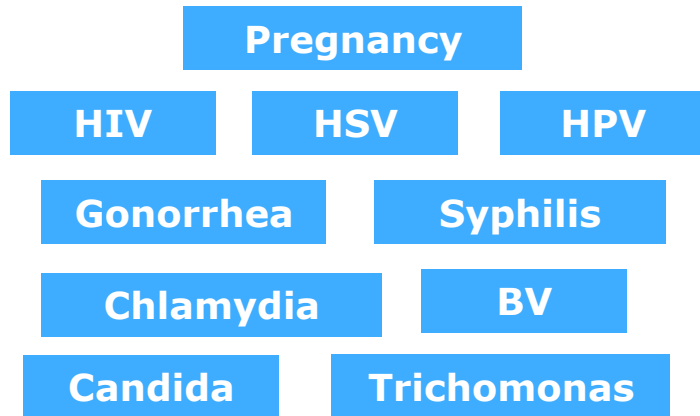 Pregnancy
HIV HSV HPV
Gonorrhea Syphilis
Chlamydia BV
Candida Trichomonas